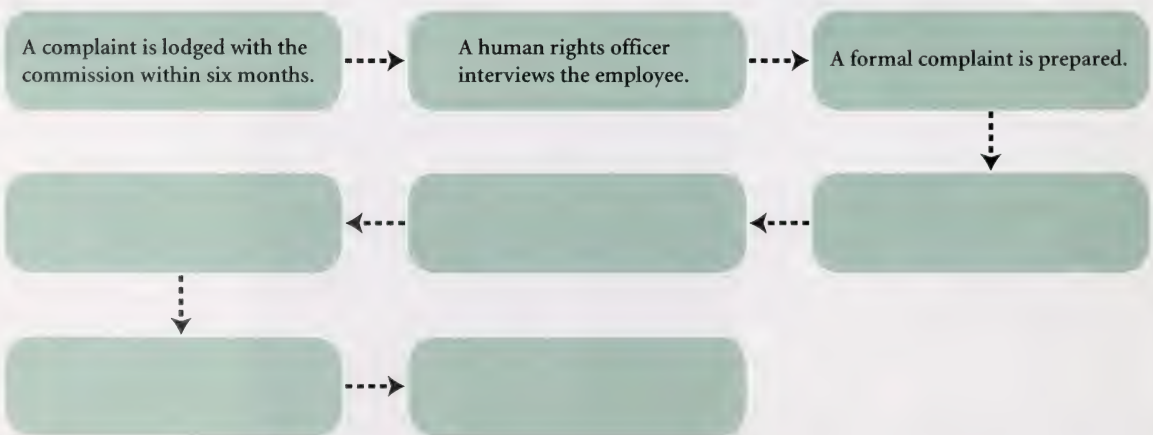 A complaint is lodged with the
commission within six months.
A human rights officer
interviews the employee.
A formal complaint is prepared.